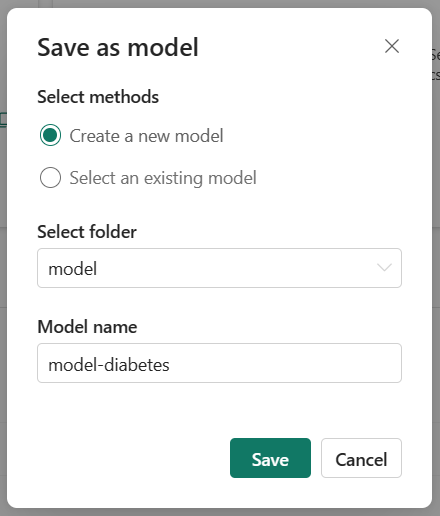 Save as model
Select methods
Create a new model
Select an existing model
Select folder
model
Model name
model-diabetes
Save
Cancel